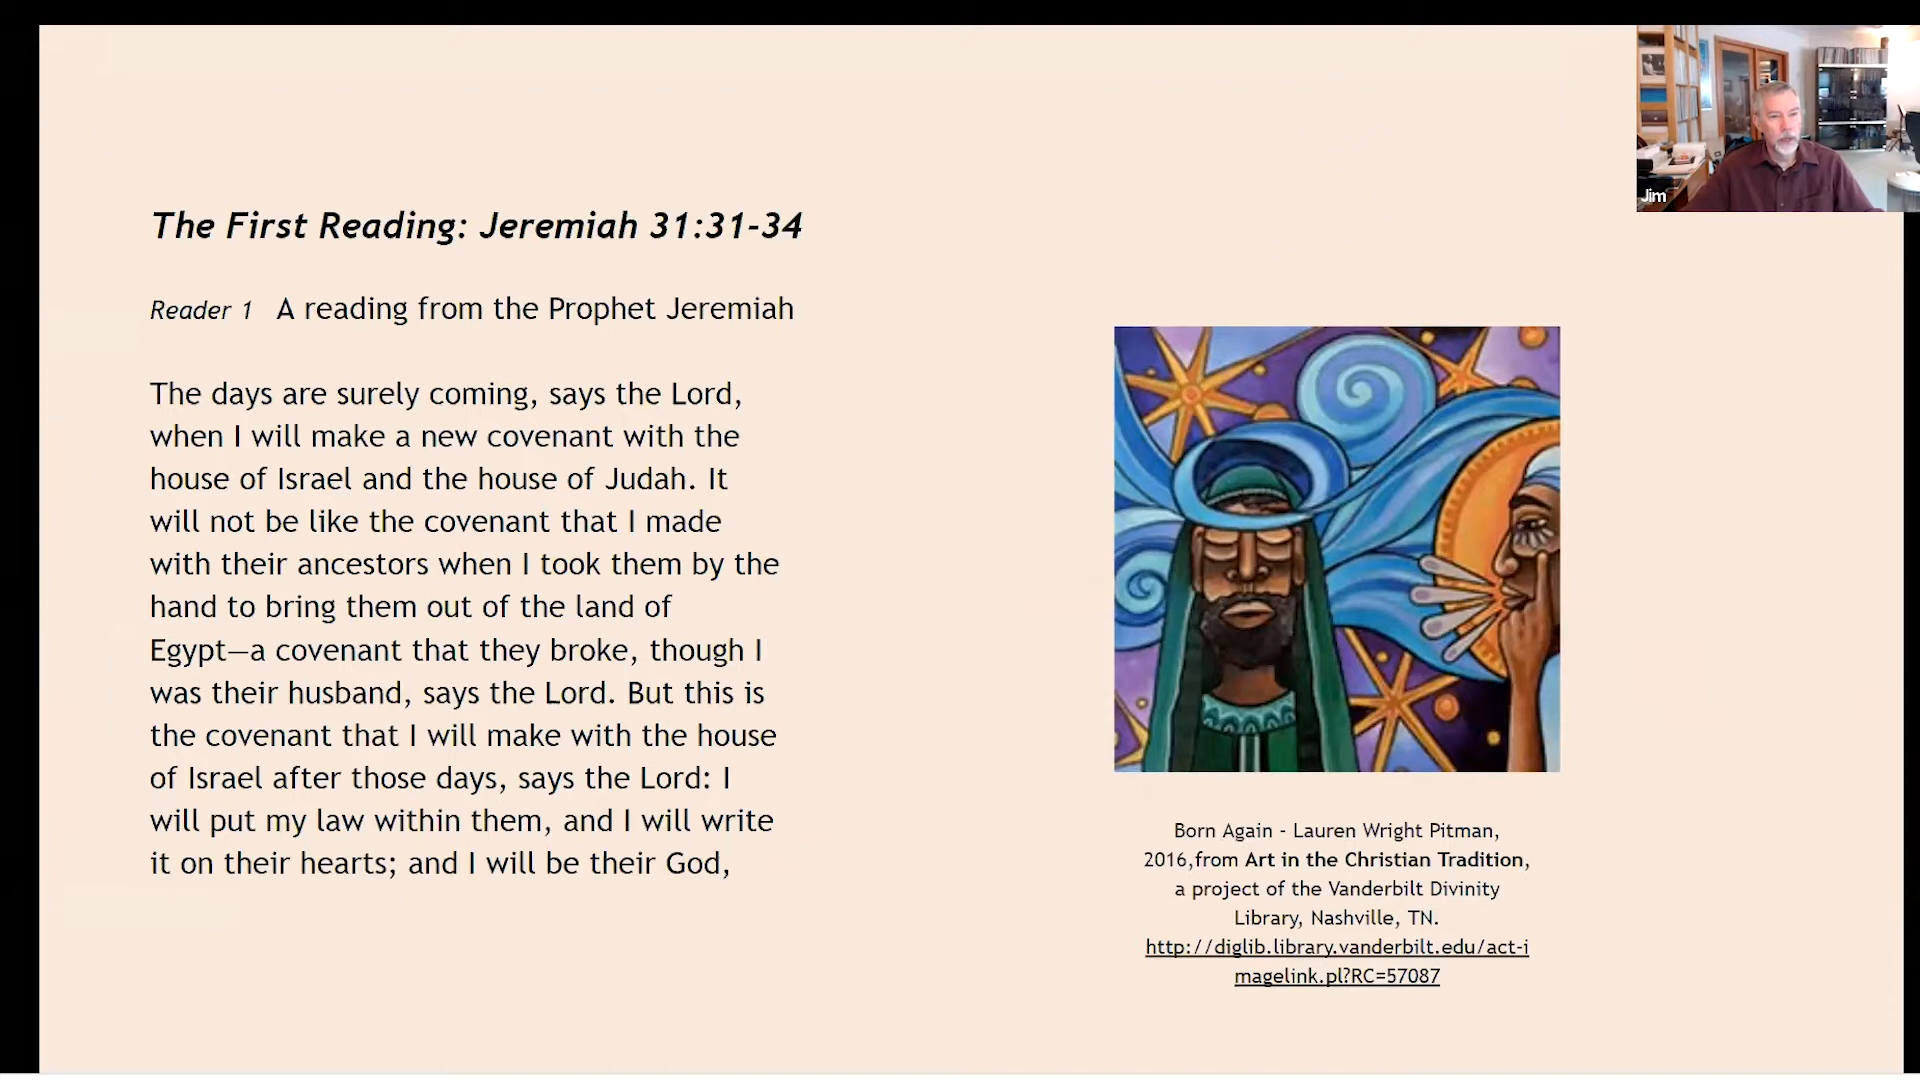 Jim
The First Reading: Jeremiah 31:31-34
Reader 1 A reading from the Prophet Jeremiah
The days are surely coming, says the Lord,
when I will make a new covenant with the
house of Israel and the house of Judah. It
will not be like the covenant that I made
with their ancestors when I took them by the
hand to bring them out of the land of
Egypt—a covenant that they broke, though I
was their husband, says the Lord. But this is
the covenant that I will make with the house
of Israel after those days, says the Lord: I
will put my law within them, and I will write
it on their hearts; and I will be their God,
Born Again - Lauren Wright Pitman,
2016,from Art in the Christian Tradition,
a project of the Vanderbilt Divinity
Library, Nashville, TN.
http://diglib.library.vanderbilt.edu/act-i
magelink.pl?RC=57087